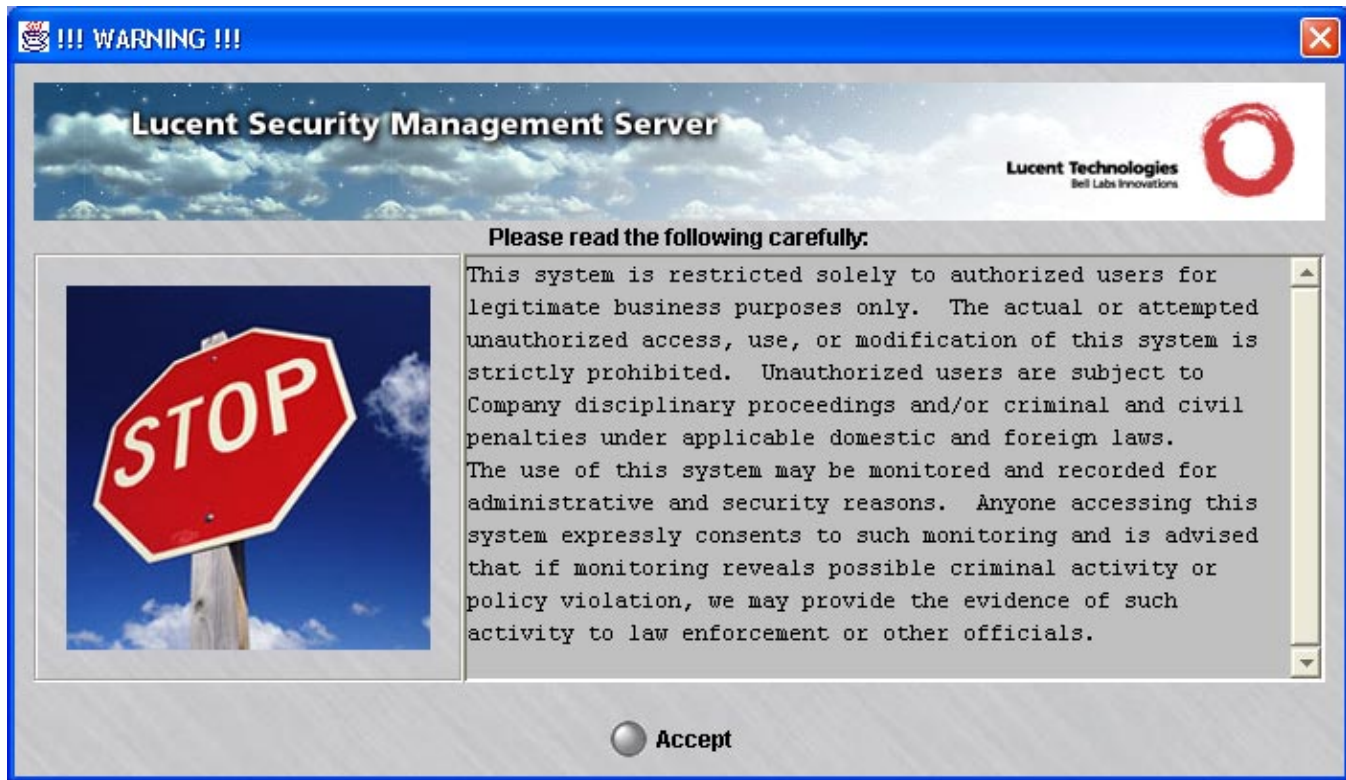 !!! WARNING !!!
Lucent Security Management Server
Lucent Technologies
Bell Labs Innovations
Please read the following carefully:
STOP
This system is restricted solely to authorized users for
legitimate business purposes only.  The actual or attempted
unauthorized access, use, or modification of this system is
strictly prohibited.  Unauthorized users are subject to
Company disciplinary proceedings and/or criminal and civil
penalties under applicable domestic and foreign laws.
The use of this system may be monitored and recorded for
administrative and security reasons.  Anyone accessing this
system expressly consents to such monitoring and is advised
that if monitoring reveals possible criminal activity or
policy violation, we may provide the evidence of such
activity to law enforcement or other officials.
Accept